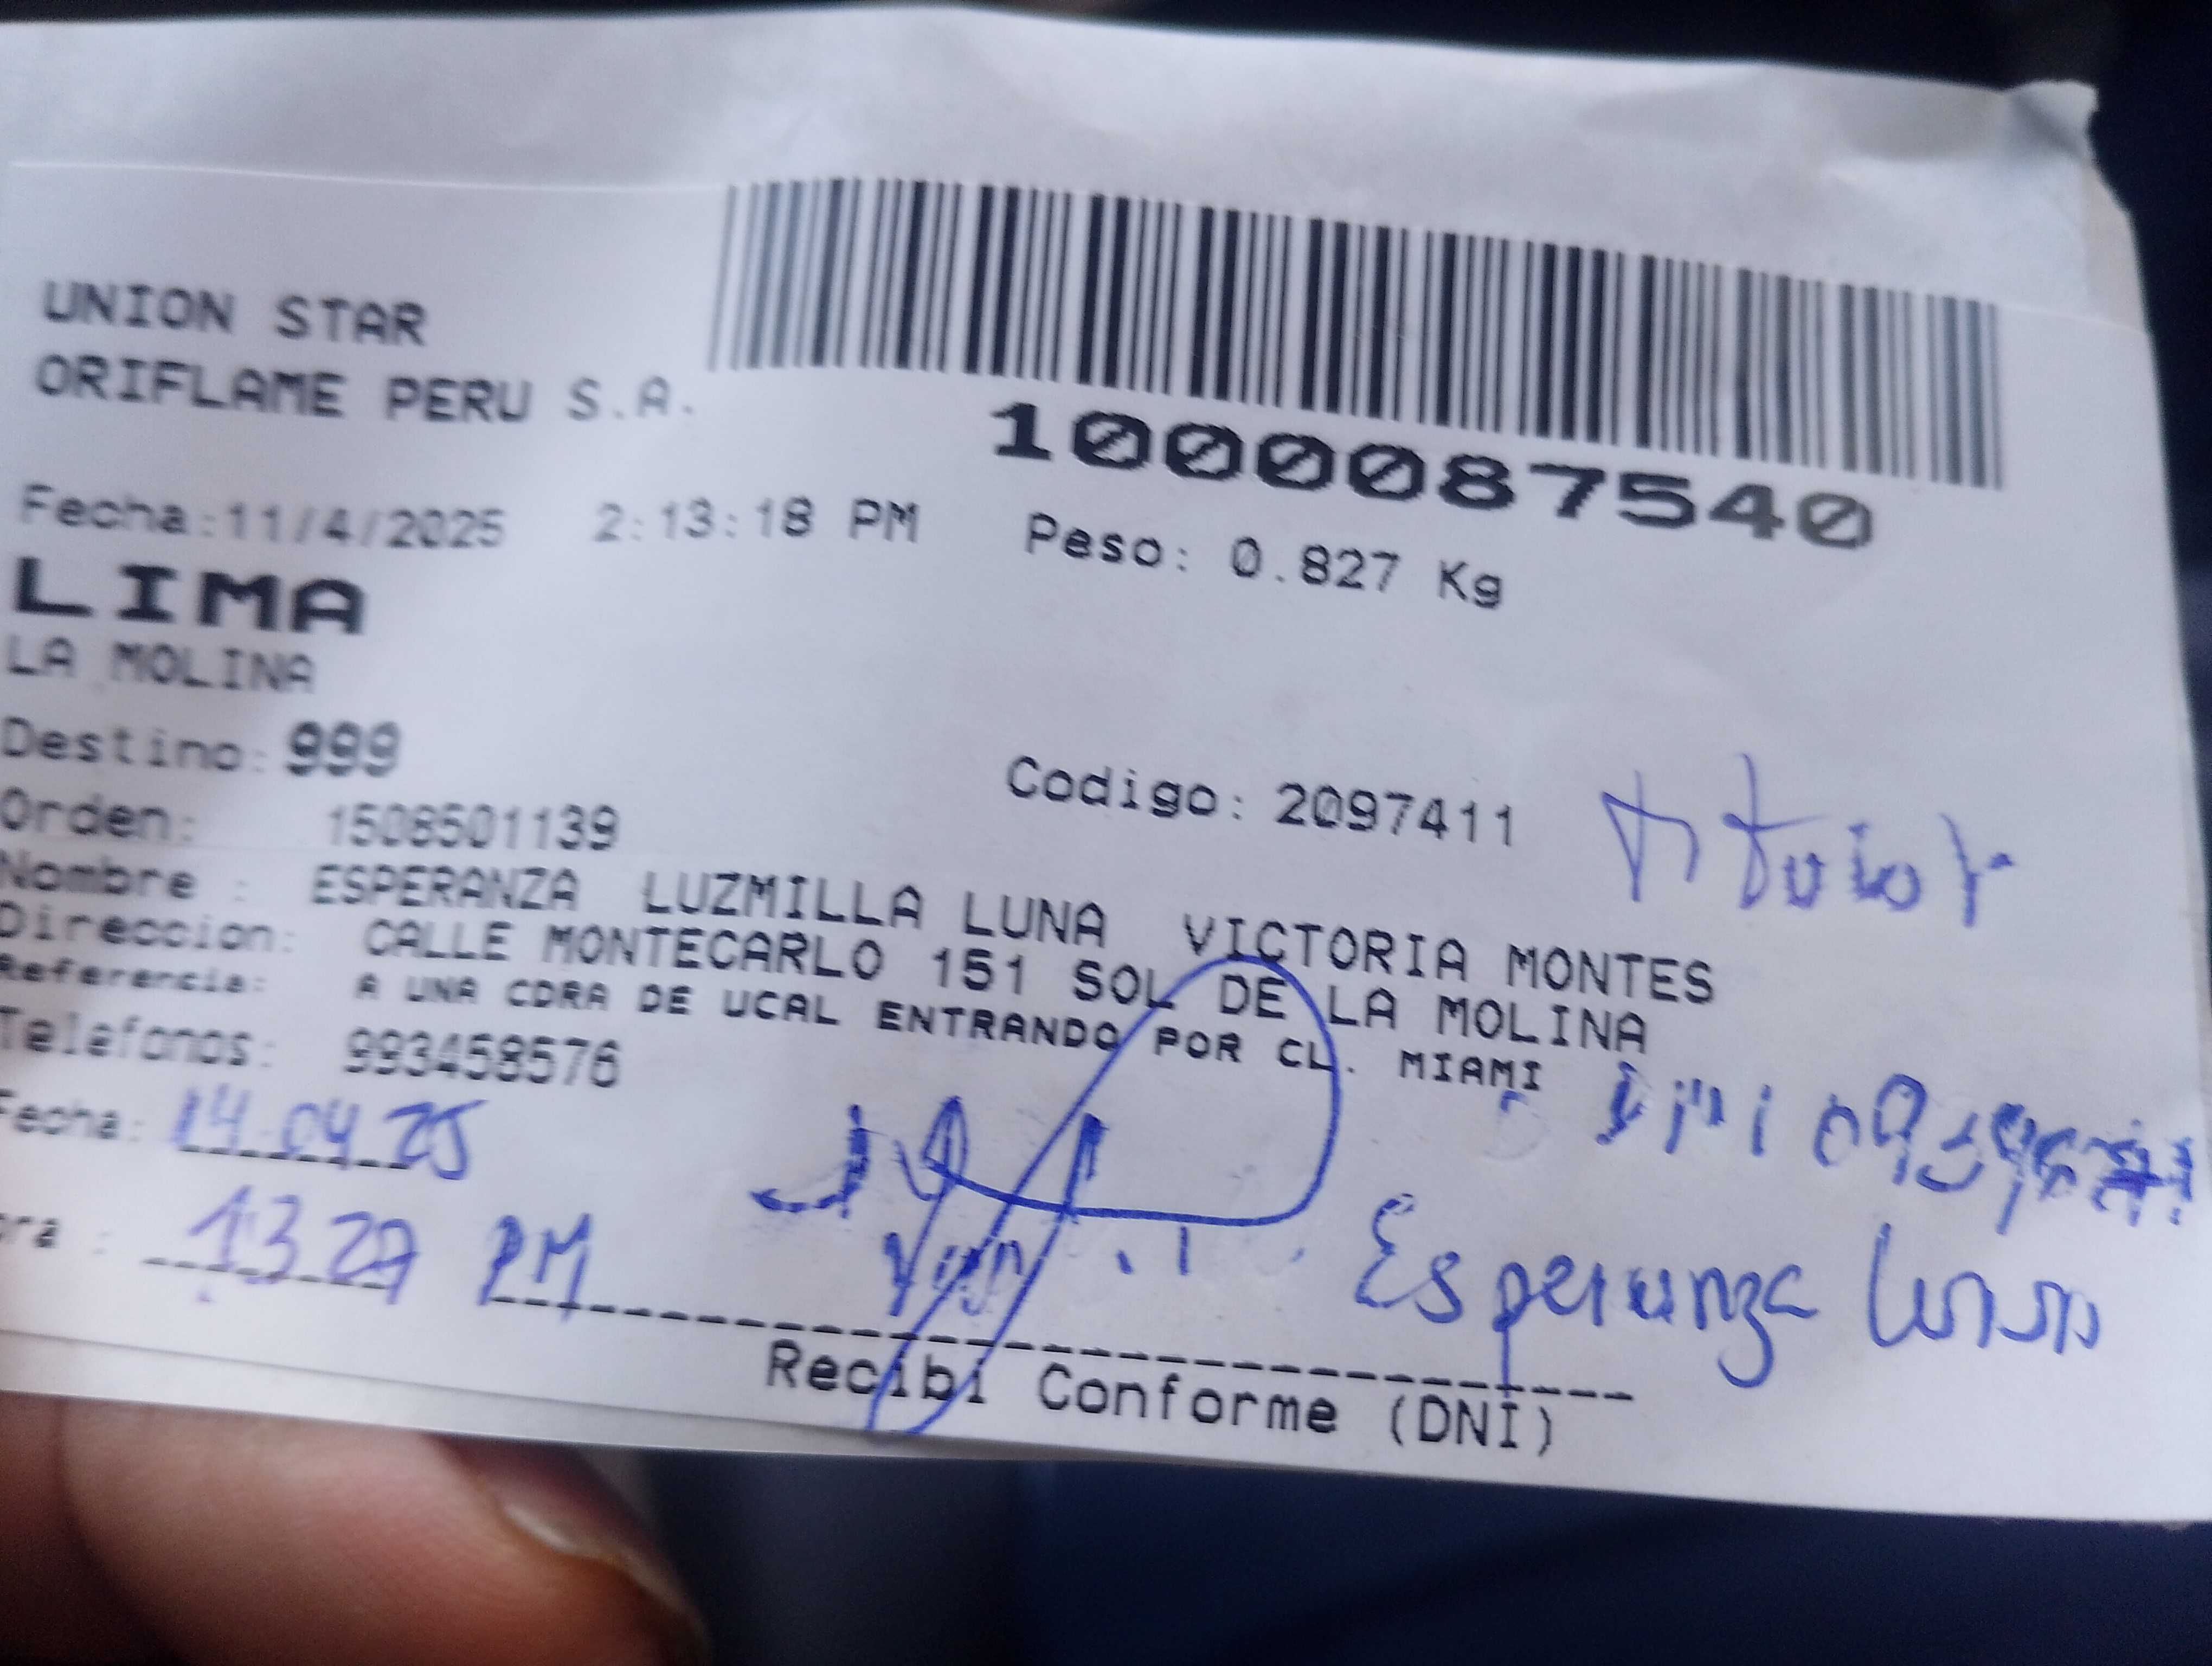 UNION STAR
ORIFLAME PERU S.A.
1000087540
Fecha:11/4/2025 2:13:18 PM Peso: 0.827 Kg
LIMA
LA MOLINA
Destino: 999
Codigo: 2097411
Orden: 1508501139
Nombre : ESPERANZA LUZMILLA LUNA VICTORIA MONTES
Direccion: CALLE MONTECARLO 151 SOL DE LA MOLINA
Referencia: A UNA CDRA DE UCAL ENTRANDO POR CL. MIAMI
Telefonos: 993458576
Fecha: 14.04.25
ra : 13 27 PM
Esperanza Luna
Recibi Conforme (DNI)